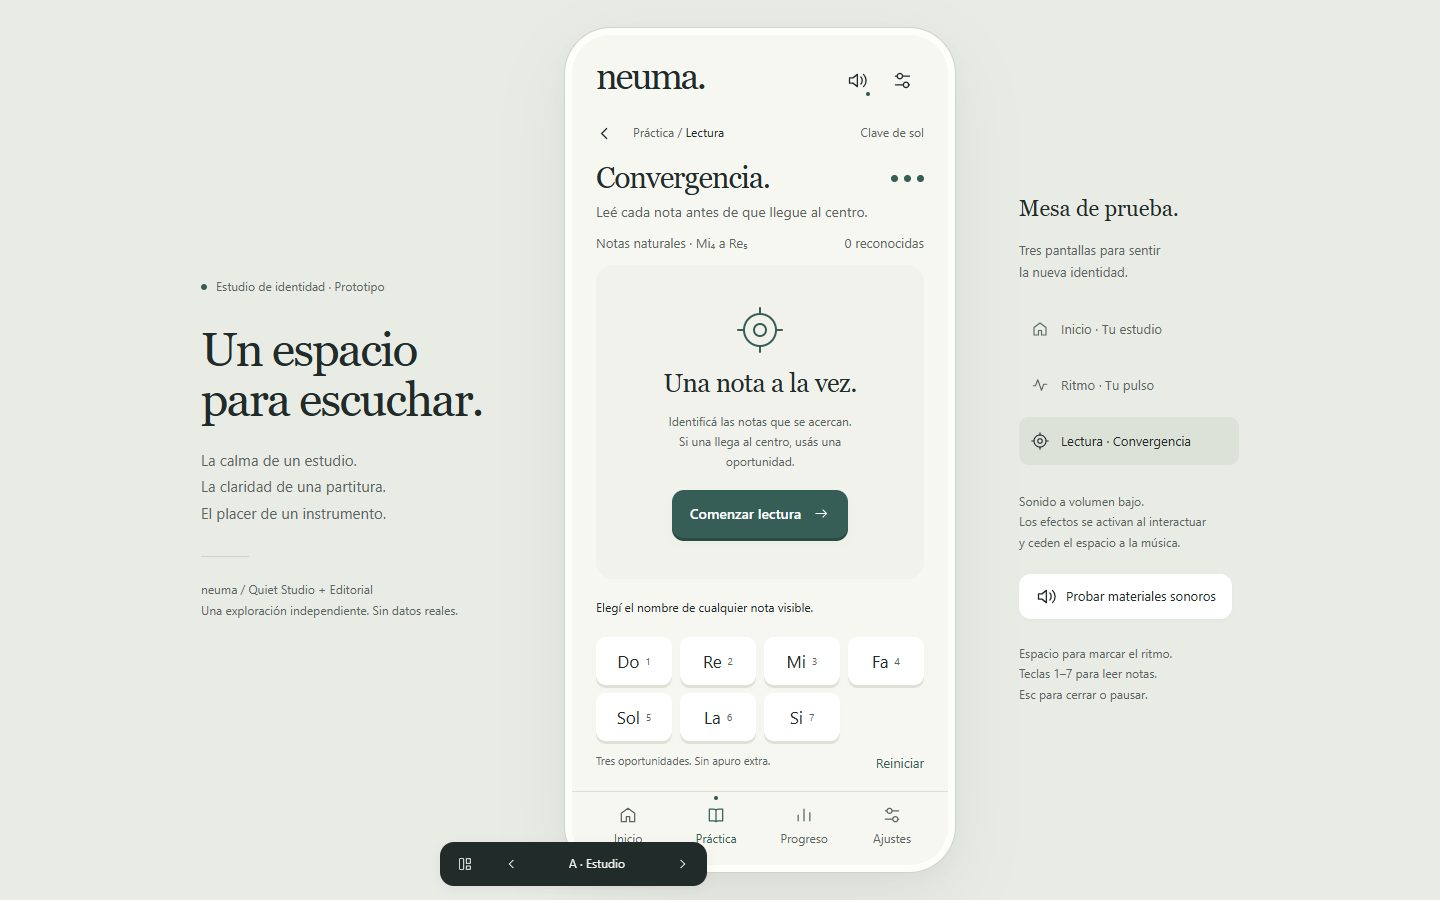 Estudio de identidad · Prototipo
Un espacio
para escuchar.
La calma de un estudio.
La claridad de una partitura.
El placer de un instrumento.
neuma / Quiet Studio + Editorial
Una exploración independiente. Sin datos reales.
neuma.
Práctica / Lectura
Clave de sol
Convergencia.
Leé cada nota antes de que llegue al centro.
Notas naturales · Mi₄ a Re₅
0 reconocidas
Una nota a la vez.
Identificá las notas que se acercan.
Si una llega al centro, usás una
oportunidad.
Comenzar lectura →
Elegí el nombre de cualquier nota visible.
Do 1
Re 2
Mi 3
Fa 4
Sol 5
La 6
Si 7
Tres oportunidades. Sin apuro extra.
Reiniciar
Inicio
Práctica
Progreso
Ajustes
A · Estudio
Mesa de prueba.
Tres pantallas para sentir
la nueva identidad.
Inicio · Tu estudio
Ritmo · Tu pulso
Lectura · Convergencia
Sonido a volumen bajo.
Los efectos se activan al interactuar
y ceden el espacio a la música.
Probar materiales sonoros
Espacio para marcar el ritmo.
Teclas 1–7 para leer notas.
Esc para cerrar o pausar.